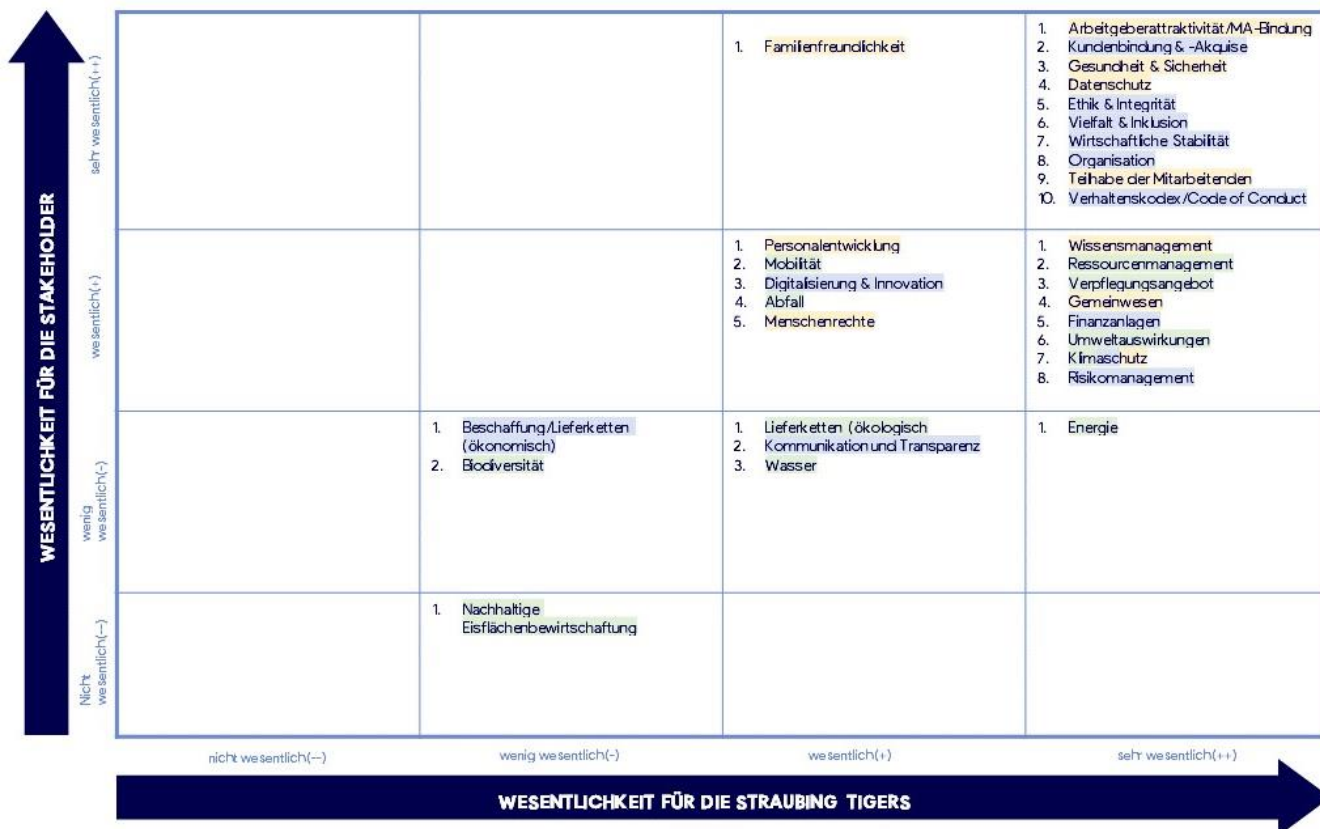 WESENTLICHKEIT FÜR DIE STAKEHOLDER
sehr wesentlich(++)
1. Familienfreundlichkeit
1. Arbeitgeberattraktivität/MA-Bindung
2. Kundenbindung & -Akquise
3. Gesundheit & Sicherheit
4. Datenschutz
5. Ethik & Integrität
6. Vielfalt & Inklusion
7. Wirtschaftliche Stabilität
8. Organisation
9. Teilhabe der Mitarbeitenden
10. Verhaltenskodex/Code of Conduct
wesentlich(+)
1. Personalentwicklung
2. Mobilität
3. Digitalisierung & Innovation
4. Abfall
5. Menschenrechte
1. Wissensmanagement
2. Ressourcenmanagement
3. Verpflegungsangebot
4. Gemeinwesen
5. Finanzanlagen
6. Umweltauswirkungen
7. Klimaschutz
8. Risikomanagement
wenig
wesentlich(-)
1. Beschaffung/Lieferketten
(ökonomisch)
2. Biodiversität
1. Lieferketten (ökologisch
2. Kommunikation und Transparenz
3. Wasser
1. Energie
Nicht
wesentlich(--)
1. Nachhaltige
Eisflächenbewirtschaftung
nicht wesentlich(--)
wenig wesentlich(-)
wesentlich(+)
sehr wesentlich(++)
WESENTLICHKEIT FÜR DIE STRAUBING TIGERS